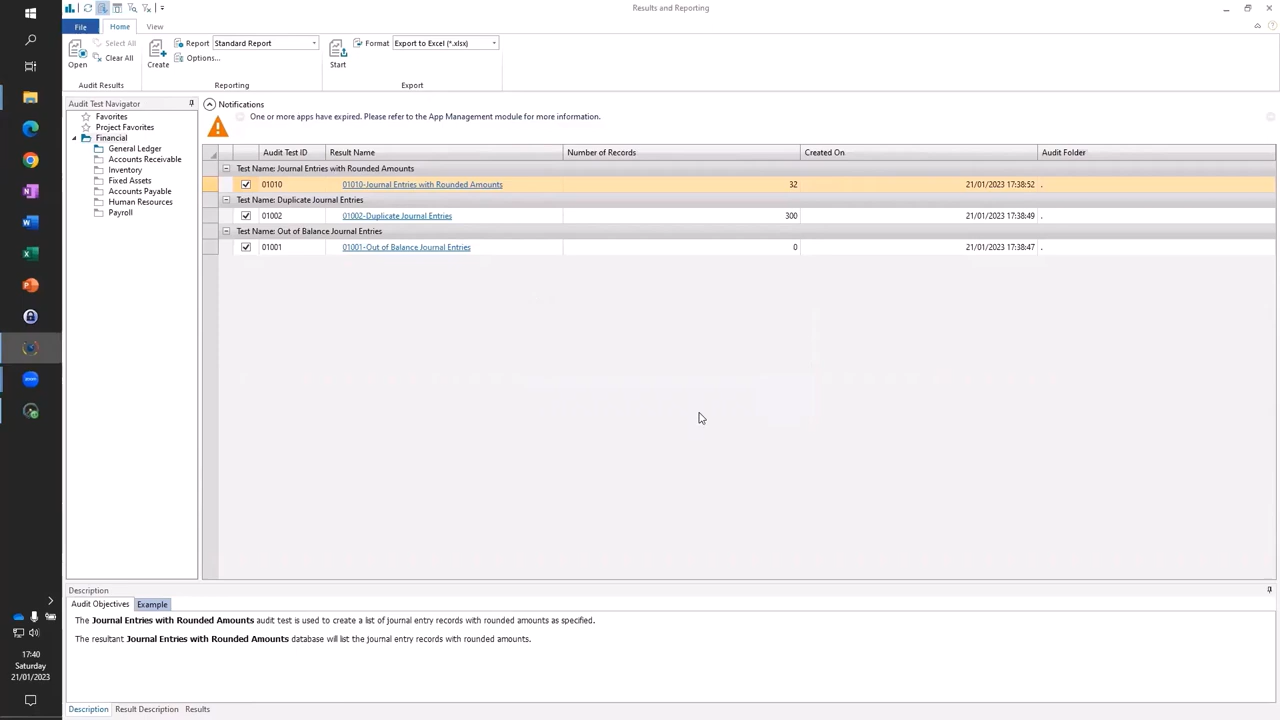 Results and Reporting
File
Home
View
Open
Select All
Clear All
Create
Report
Standard Report
Options...
Start
Format
Export to Excel (*.xlsx)
Audit Results
Reporting
Export
Audit Test Navigator
Favorites
Project Favorites
Financial
General Ledger
Accounts Receivable
Inventory
Fixed Assets
Accounts Payable
Human Resources
Payroll
Notifications
One or more apps have expired. Please refer to the App Management module for more information.
Audit Test ID Result Name Number of Records Created On Audit Folder
Test Name: Journal Entries with Rounded Amounts
01010 01010-Journal Entries with Rounded Amounts 32 21/01/2023 17:38:52 .
Test Name: Duplicate Journal Entries
01002 01002-Duplicate Journal Entries 300 21/01/2023 17:38:49 .
Test Name: Out of Balance Journal Entries
01001 01001-Out of Balance Journal Entries 0 21/01/2023 17:38:47 .
Description
Audit Objectives Example
The Journal Entries with Rounded Amounts audit test is used to create a list of journal entry records with rounded amounts as specified.
The resultant Journal Entries with Rounded Amounts database will list the journal entry records with rounded amounts.
Description Result Description Results
17:40
Saturday
21/01/2023